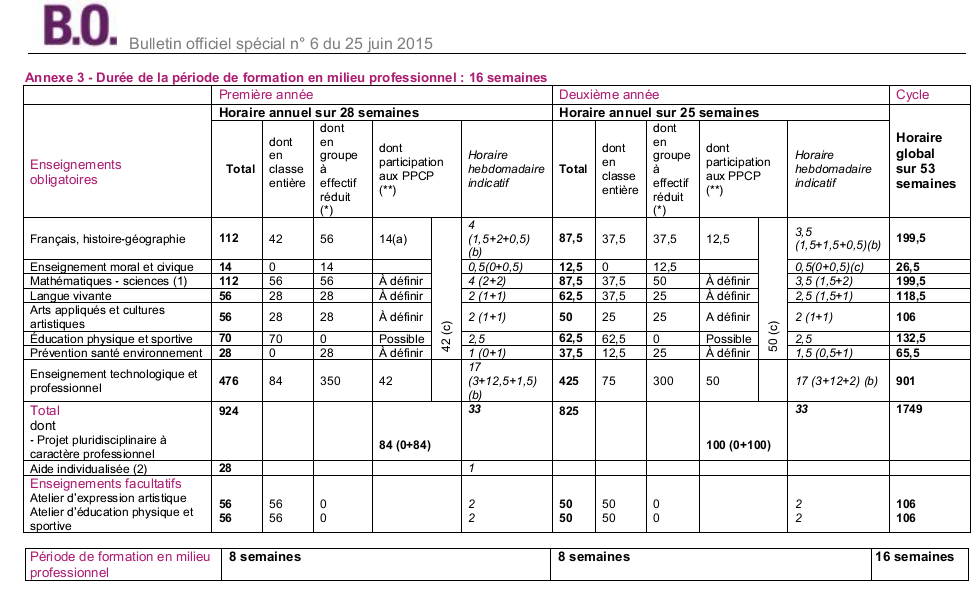 B.O. Bulletin officiel spécial n° 6 du 25 juin 2015
Annexe 3 - Durée de la période de formation en milieu professionnel : 16 semaines
Première année Deuxième année Cycle
Horaire annuel sur 28 semaines Horaire annuel sur 25 semaines
Enseignements
obligatoires
Total
dont
en
classe
entière
dont
en
groupe
à
effectif
réduit
(*)
dont
participation
aux PPCP
(**)
Horaire
hebdomadaire
indicatif
Total
dont
en
classe
entière
dont
en
groupe
à
effectif
réduit
(*)
dont
participation
aux PPCP
(**)
Horaire
hebdomadaire
indicatif
Horaire
global
sur 53
semaines
Français, histoire-géographie 112 42 56 14(a)
4
(1,5+2+0,5)
(b)
87,5 37,5 37,5 12,5
3,5
(1,5+1,5+0,5)(b)
199,5
Enseignement moral et civique 14 0 14 0,5(0+0,5) 12,5 0 12,5 0,5(0+0,5)(c) 26,5
Mathématiques - sciences (1) 112 56 56 À définir 4 (2+2) 87,5 37,5 50 À définir 3,5 (1,5+2) 199,5
Langue vivante 56 28 28 À définir 2 (1+1) 62,5 37,5 25 À définir 2,5 (1,5+1) 118,5
Arts appliqués et cultures
artistiques
56 28 28 À définir 2 (1+1) 50 25 25 A définir 2 (1+1) 106
Éducation physique et sportive 70 70 0 Possible 2,5 62,5 62,5 0 Possible 2,5 132,5
Prévention santé environnement 28 0 28 À définir 1 (0+1) 37,5 12,5 25 À définir 1,5 (0,5+1) 65,5
42 (c)
50 (c)
Enseignement technologique et
professionnel
476 84 350 42
17
(3+12,5+1,5)
(b)
425 75 300 50 17 (3+12+2) (b) 901
Total 924 33 825 33 1749
dont
- Projet pluridisciplinaire à
caractère professionnel
84 (0+84) 100 (0+100)
Aide individualisée (2) 28 1
Enseignements facultatifs
Atelier d'expression artistique 56 56 0 2 50 50 0 2 106
Atelier d'éducation physique et
sportive
56 56 0 2 50 50 0 2 106
Période de formation en milieu
professionnel
8 semaines 8 semaines 16 semaines